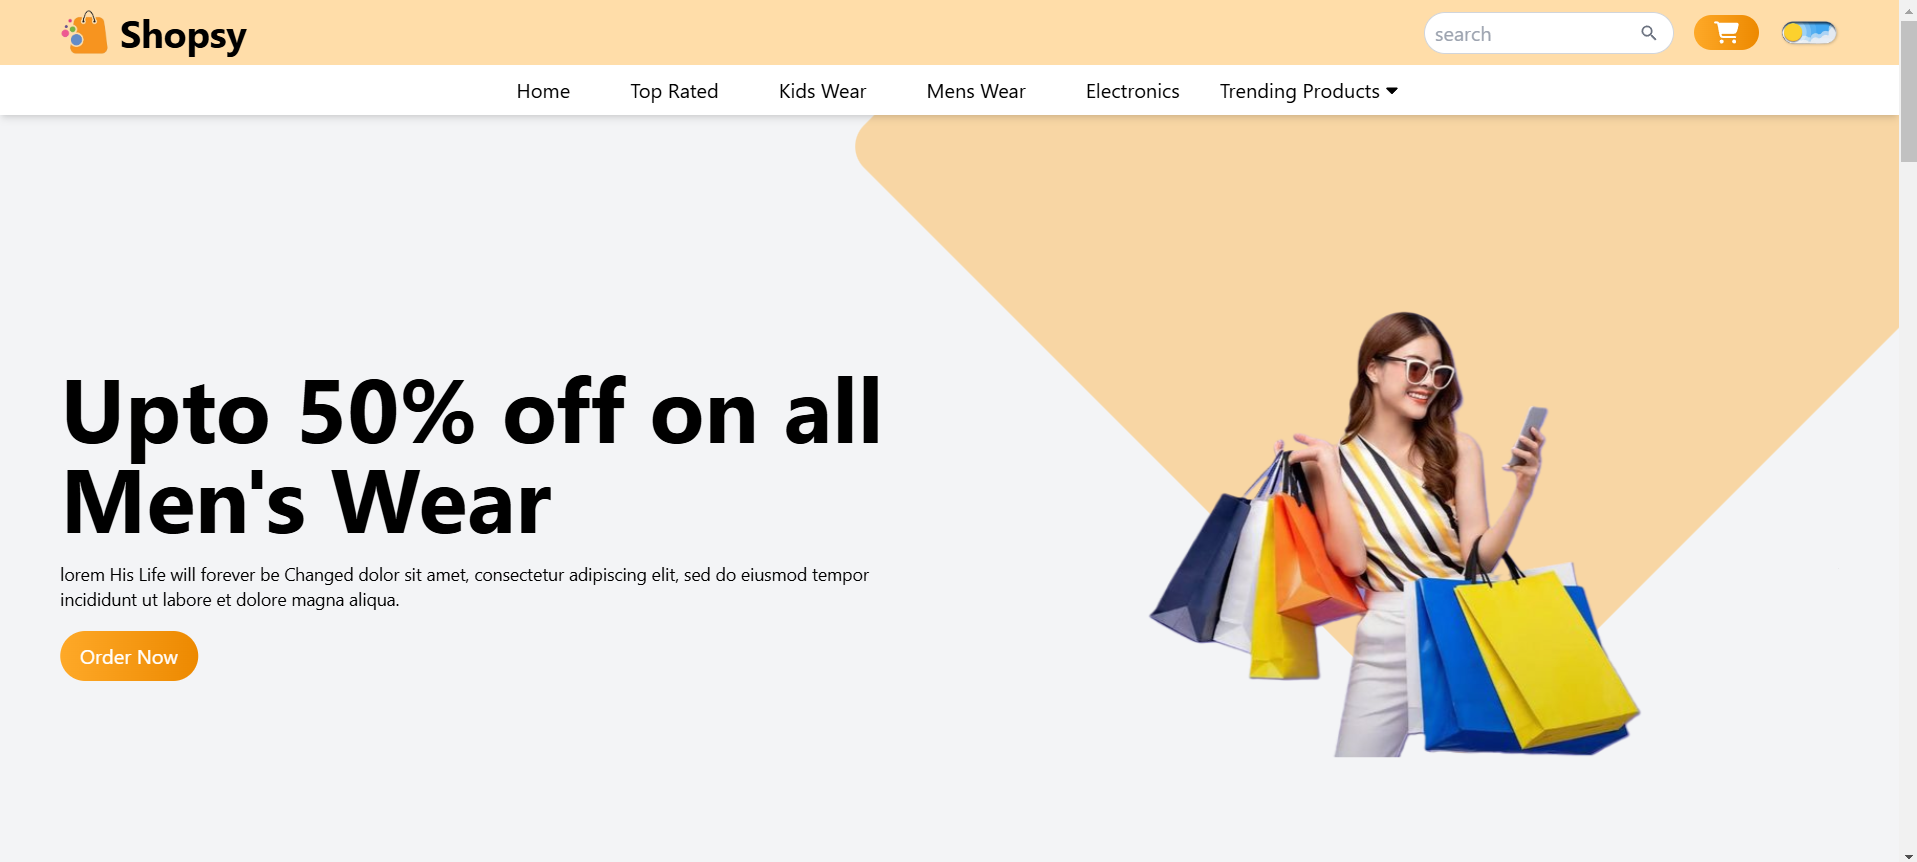 Shopsy
search
Home
Top Rated
Kids Wear
Mens Wear
Electronics
Trending Products
Upto 50% off on all
Men's Wear
lorem His Life will forever be Changed dolor sit amet, consectetur adipiscing elit, sed do eiusmod tempor
incididunt ut labore et dolore magna aliqua.
Order Now